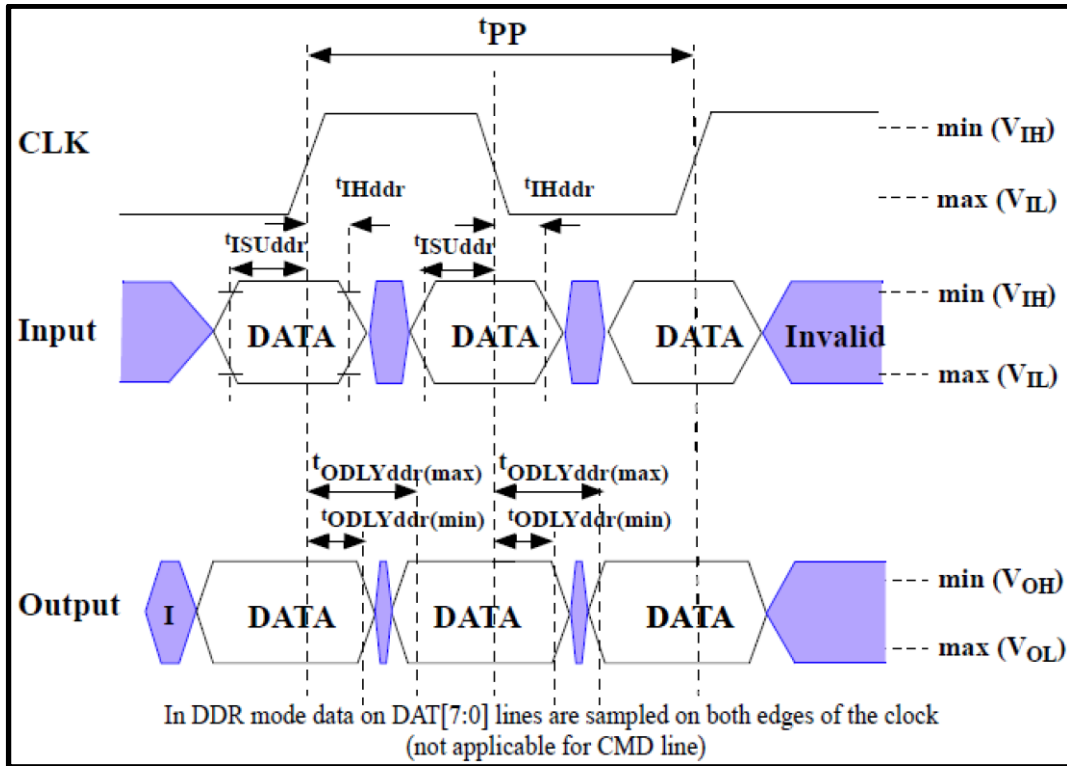 tPP
CLK
min (VIH)
max (VIL)
tIHddr
tIHddr
tISUddr
tISUddr
Input
DATA
DATA
DATA
Invalid
min (VIH)
max (VIL)
tODLYddr(max)
tODLYddr(max)
tODLYddr(min)
tODLYddr(min)
Output
I
DATA
DATA
DATA
min (VOH)
max (VOL)
In DDR mode data on DAT[7:0] lines are sampled on both edges of the clock
(not applicable for CMD line)